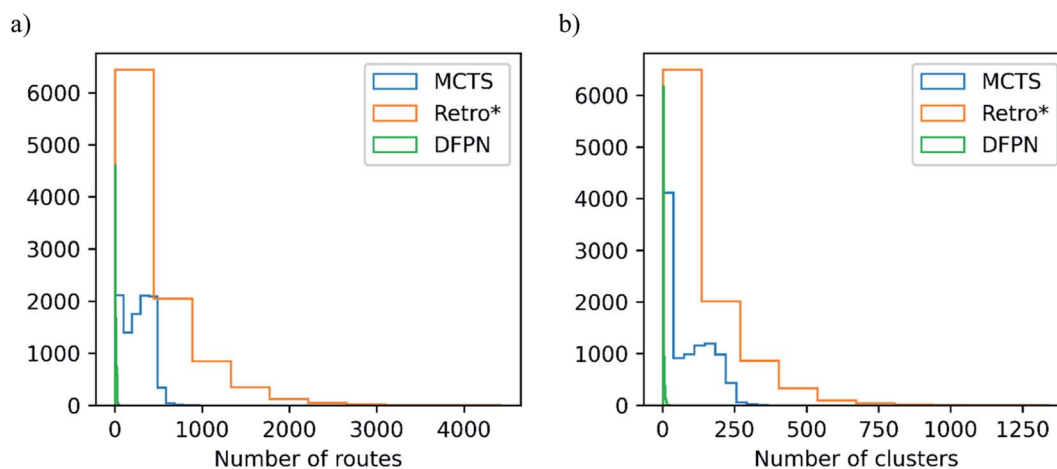 a)
6000
5000
4000
3000
2000
1000
0
MCTS
Retro*
DFPN
0 1000 2000 3000 4000
Number of routes
b)
6000
5000
4000
3000
2000
1000
0
MCTS
Retro*
DFPN
0 250 500 750 1000 1250
Number of clusters